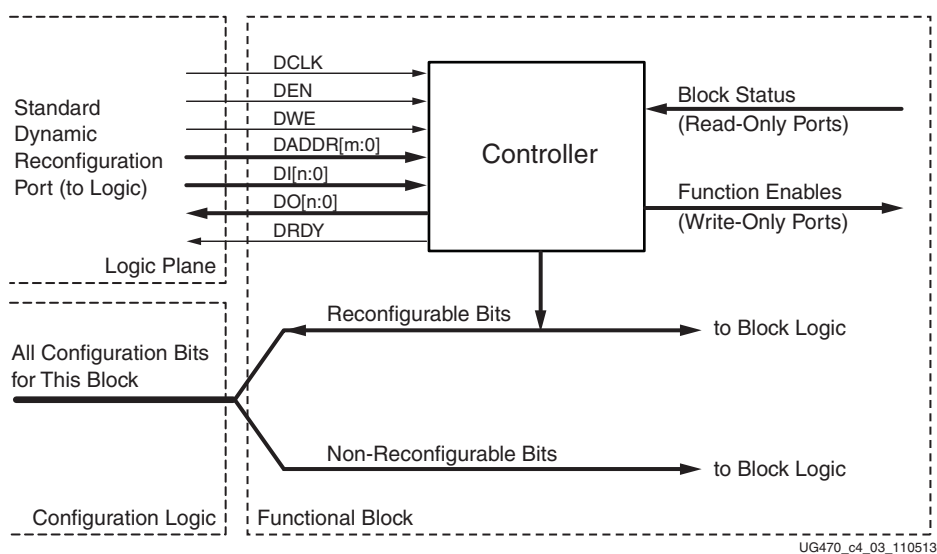 Standard
Dynamic
Reconfiguration
Port (to Logic)
DCLK
DEN
DWE
DADDR[m:0]
DI[n:0]
DO[n:0]
DRDY
Logic Plane
Controller
Block Status
(Read-Only Ports)
Function Enables
(Write-Only Ports)
All Configuration Bits
for This Block
Reconfigurable Bits
to Block Logic
Non-Reconfigurable Bits
to Block Logic
Configuration Logic
Functional Block
UG470_c4_03_110513